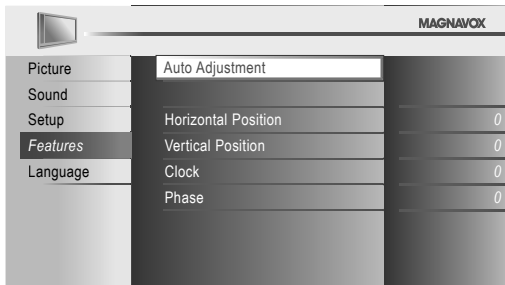 MAGNAVOX
Picture
Auto Adjustment
Sound
Setup
Horizontal Position 0
Features
Vertical Position 0
Language
Clock 0
Phase 0